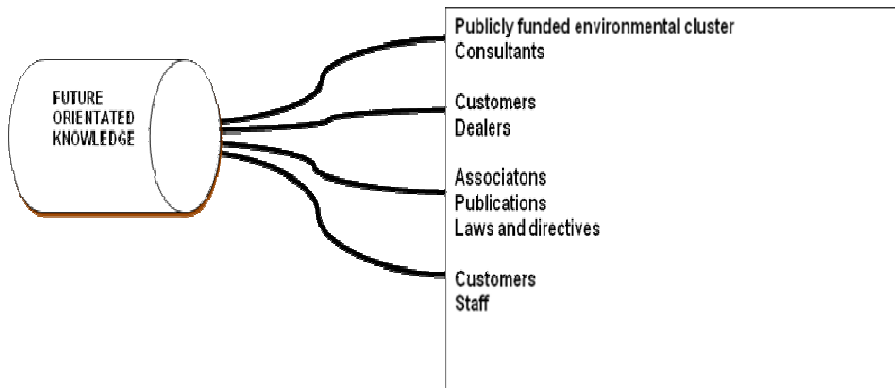 FUTURE
ORIENTATED
KNOWLEDGE
Publicly funded environmental cluster
Consultants
Customers
Dealers
Associatons
Publications
Laws and directives
Customers
Staff